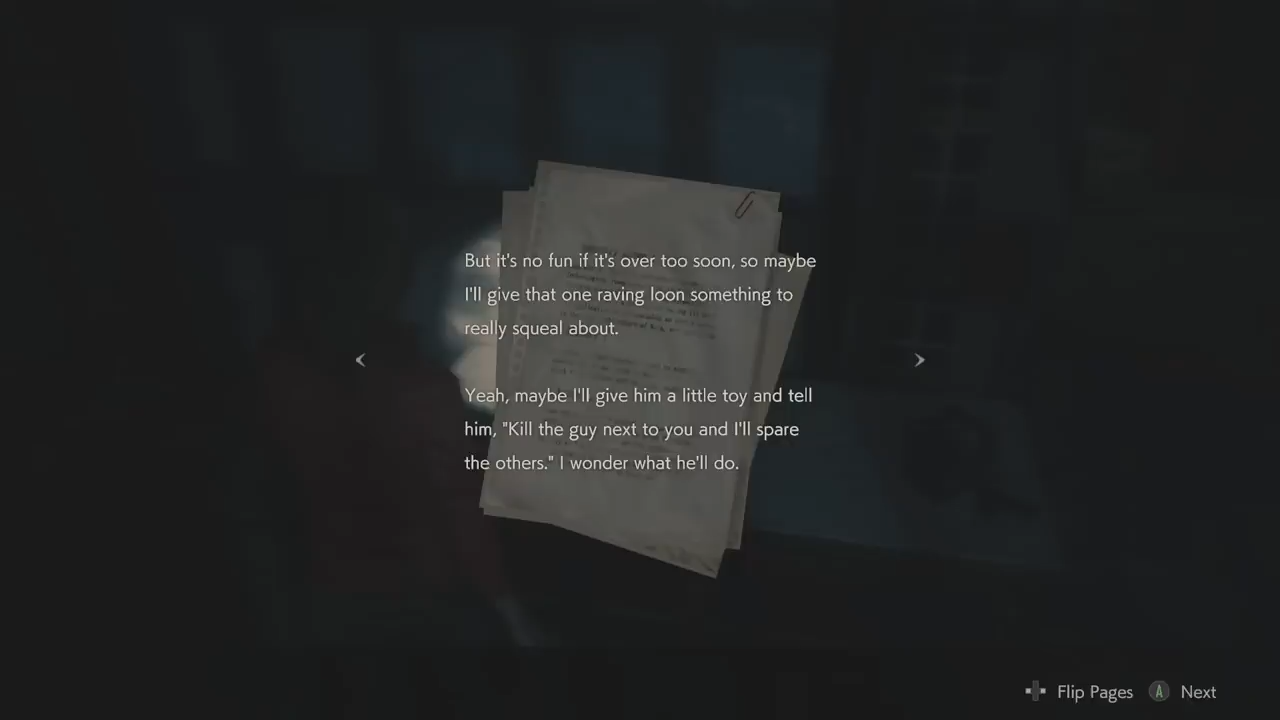 But it's no fun if it's over too soon, so maybe
I'll give that one raving loon something to
really squeal about.
Yeah, maybe I'll give him a little toy and tell
him, "Kill the guy next to you and I'll spare
the others." I wonder what he'll do.
Flip Pages A Next